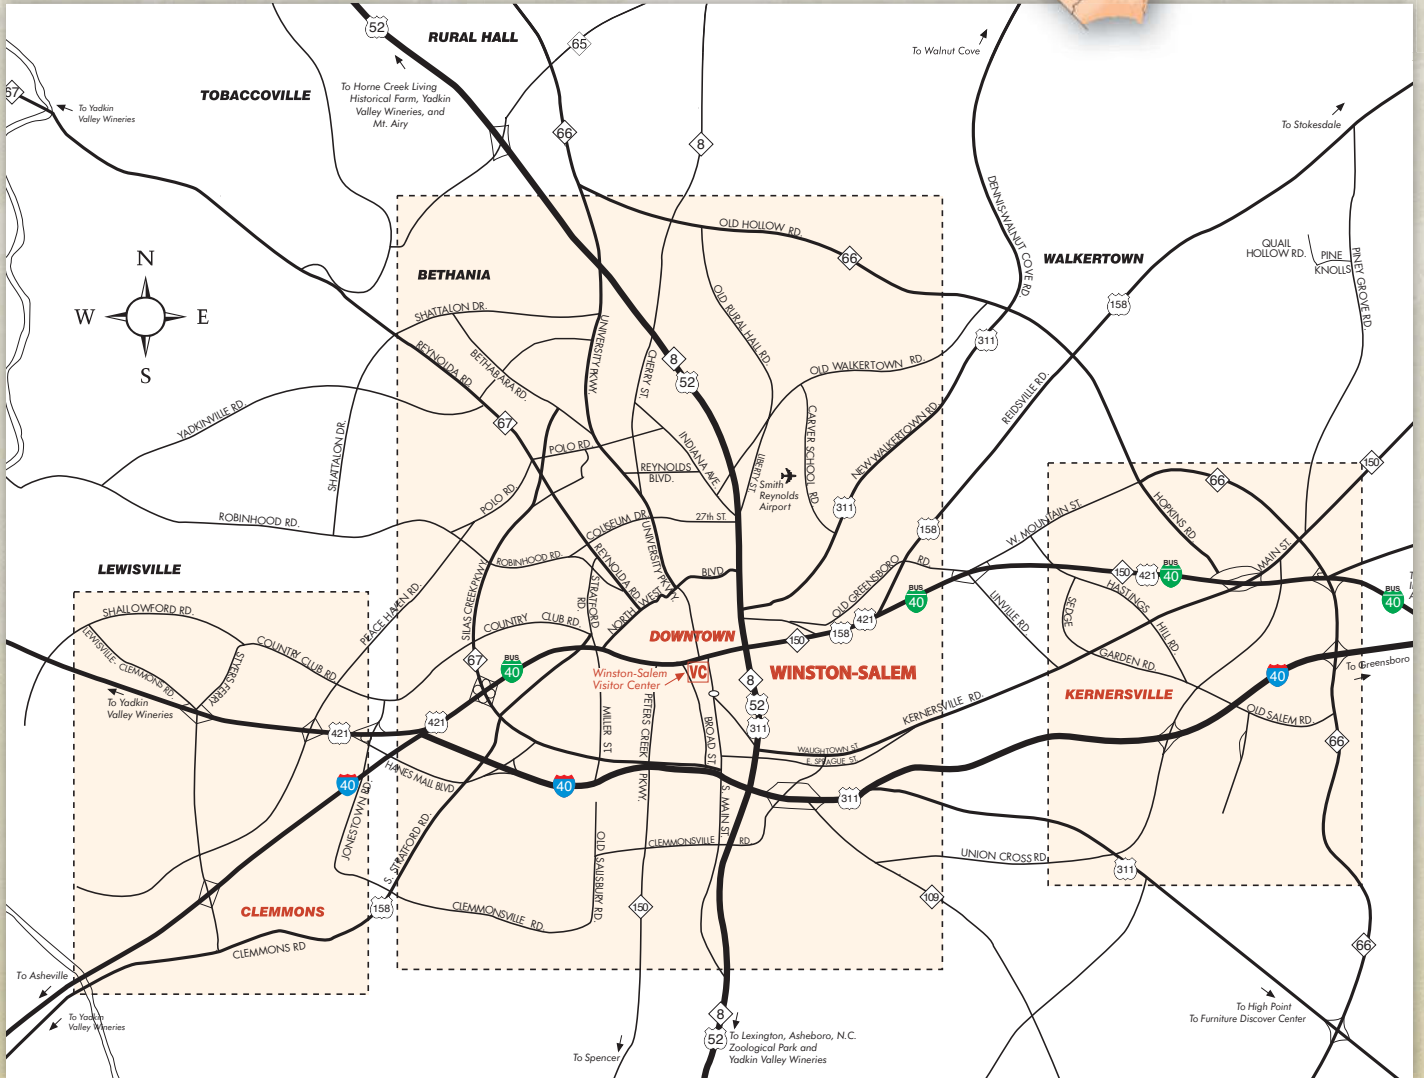 52
RURAL HALL
65
To Walnut Cove
67
TOBACCOVILLE
To Yadkin
Valley Wineries
To Horne Creek Living
Historical Farm, Yadkin
Valley Wineries, and
Mt. Airy
66
8
To Stokesdale
DENNIS-WALNUT COVE RD.
OLD HOLLOW RD.
66
WALKERTOWN
QUAIL
HOLLOW RD.
PINE
KNOLLS
PINEY GROVE RD.
N
W
E
S
BETHANIA
SHATTALON DR.
158
311
UNIVERSITY PKWY.
OLD RURAL HALL RD.
REYNOLDA RD.
BETHABARA RD.
CHERRY ST.
8
52
OLD WALKERTOWN RD.
REIDSVILLE RD.
YADKINVILLE RD.
SHATTALON DR.
67
POLO RD.
INDIANA AVE.
CARVER SCHOOL RD
NEW WALKERTOWN RD.
REYNOLDS
BLVD.
LIBERTY ST.
Smith
Reynolds
Airport
150
66
POLO RD.
HOPKINS RD.
ROBINHOOD RD.
COLISEUM DR.
27th ST.
311
158
W. MOUNTAIN ST.
UNIVERSITY PKWY.
ROBINHOOD RD.
REYNOLDA RD.
BLVD.
OLD GREENSBORO RD.
MAIN ST.
LEWISVILLE
150
421
BUS
40
BUS
40
BUS
40
SHALLOWFORD RD.
PEACE HAVEN RD.
SILAS CREEK PKWY.
STRATFORD
RD.
NORTHWEST
HASTINGS
HILL RD.
SEDGE
GARDEN RD.
LINVILLE RD.
LEWISVILLE-CLEMMONS RD.
STYERS FERRY
COUNTRY CLUB RD.
COUNTRY CLUB RD.
DOWNTOWN
150
158
421
67
BUS
40
Winston-Salem
Visitor Center
VC
WINSTON-SALEM
KERNERSVILLE
To Greensboro
40
To Yadkin
Valley Wineries
8
52
311
KERNERSVILLE RD.
OLD SALEM RD.
421
421
MILLER ST
PETERS CREEK PKWY.
BROAD ST.
WAUGHTOWN ST.
E. SPRAGUE ST.
66
HANES MALL BLVD
40
40
311
JONESTOWN RD.
S. STRATFORD RD.
S. MAIN ST.
OLD SALISBURY RD.
CLEMMONSVILLE RD
UNION CROSS RD
311
CLEMMONS
158
CLEMMONSVILLE RD.
150
109
CLEMMONS RD
66
To Asheville
To Yadkin
Valley Wineries
8
52
To Spencer
To Lexington, Asheboro, N.C.
Zoological Park and
Yadkin Valley Wineries
To High Point
To Furniture Discover Center